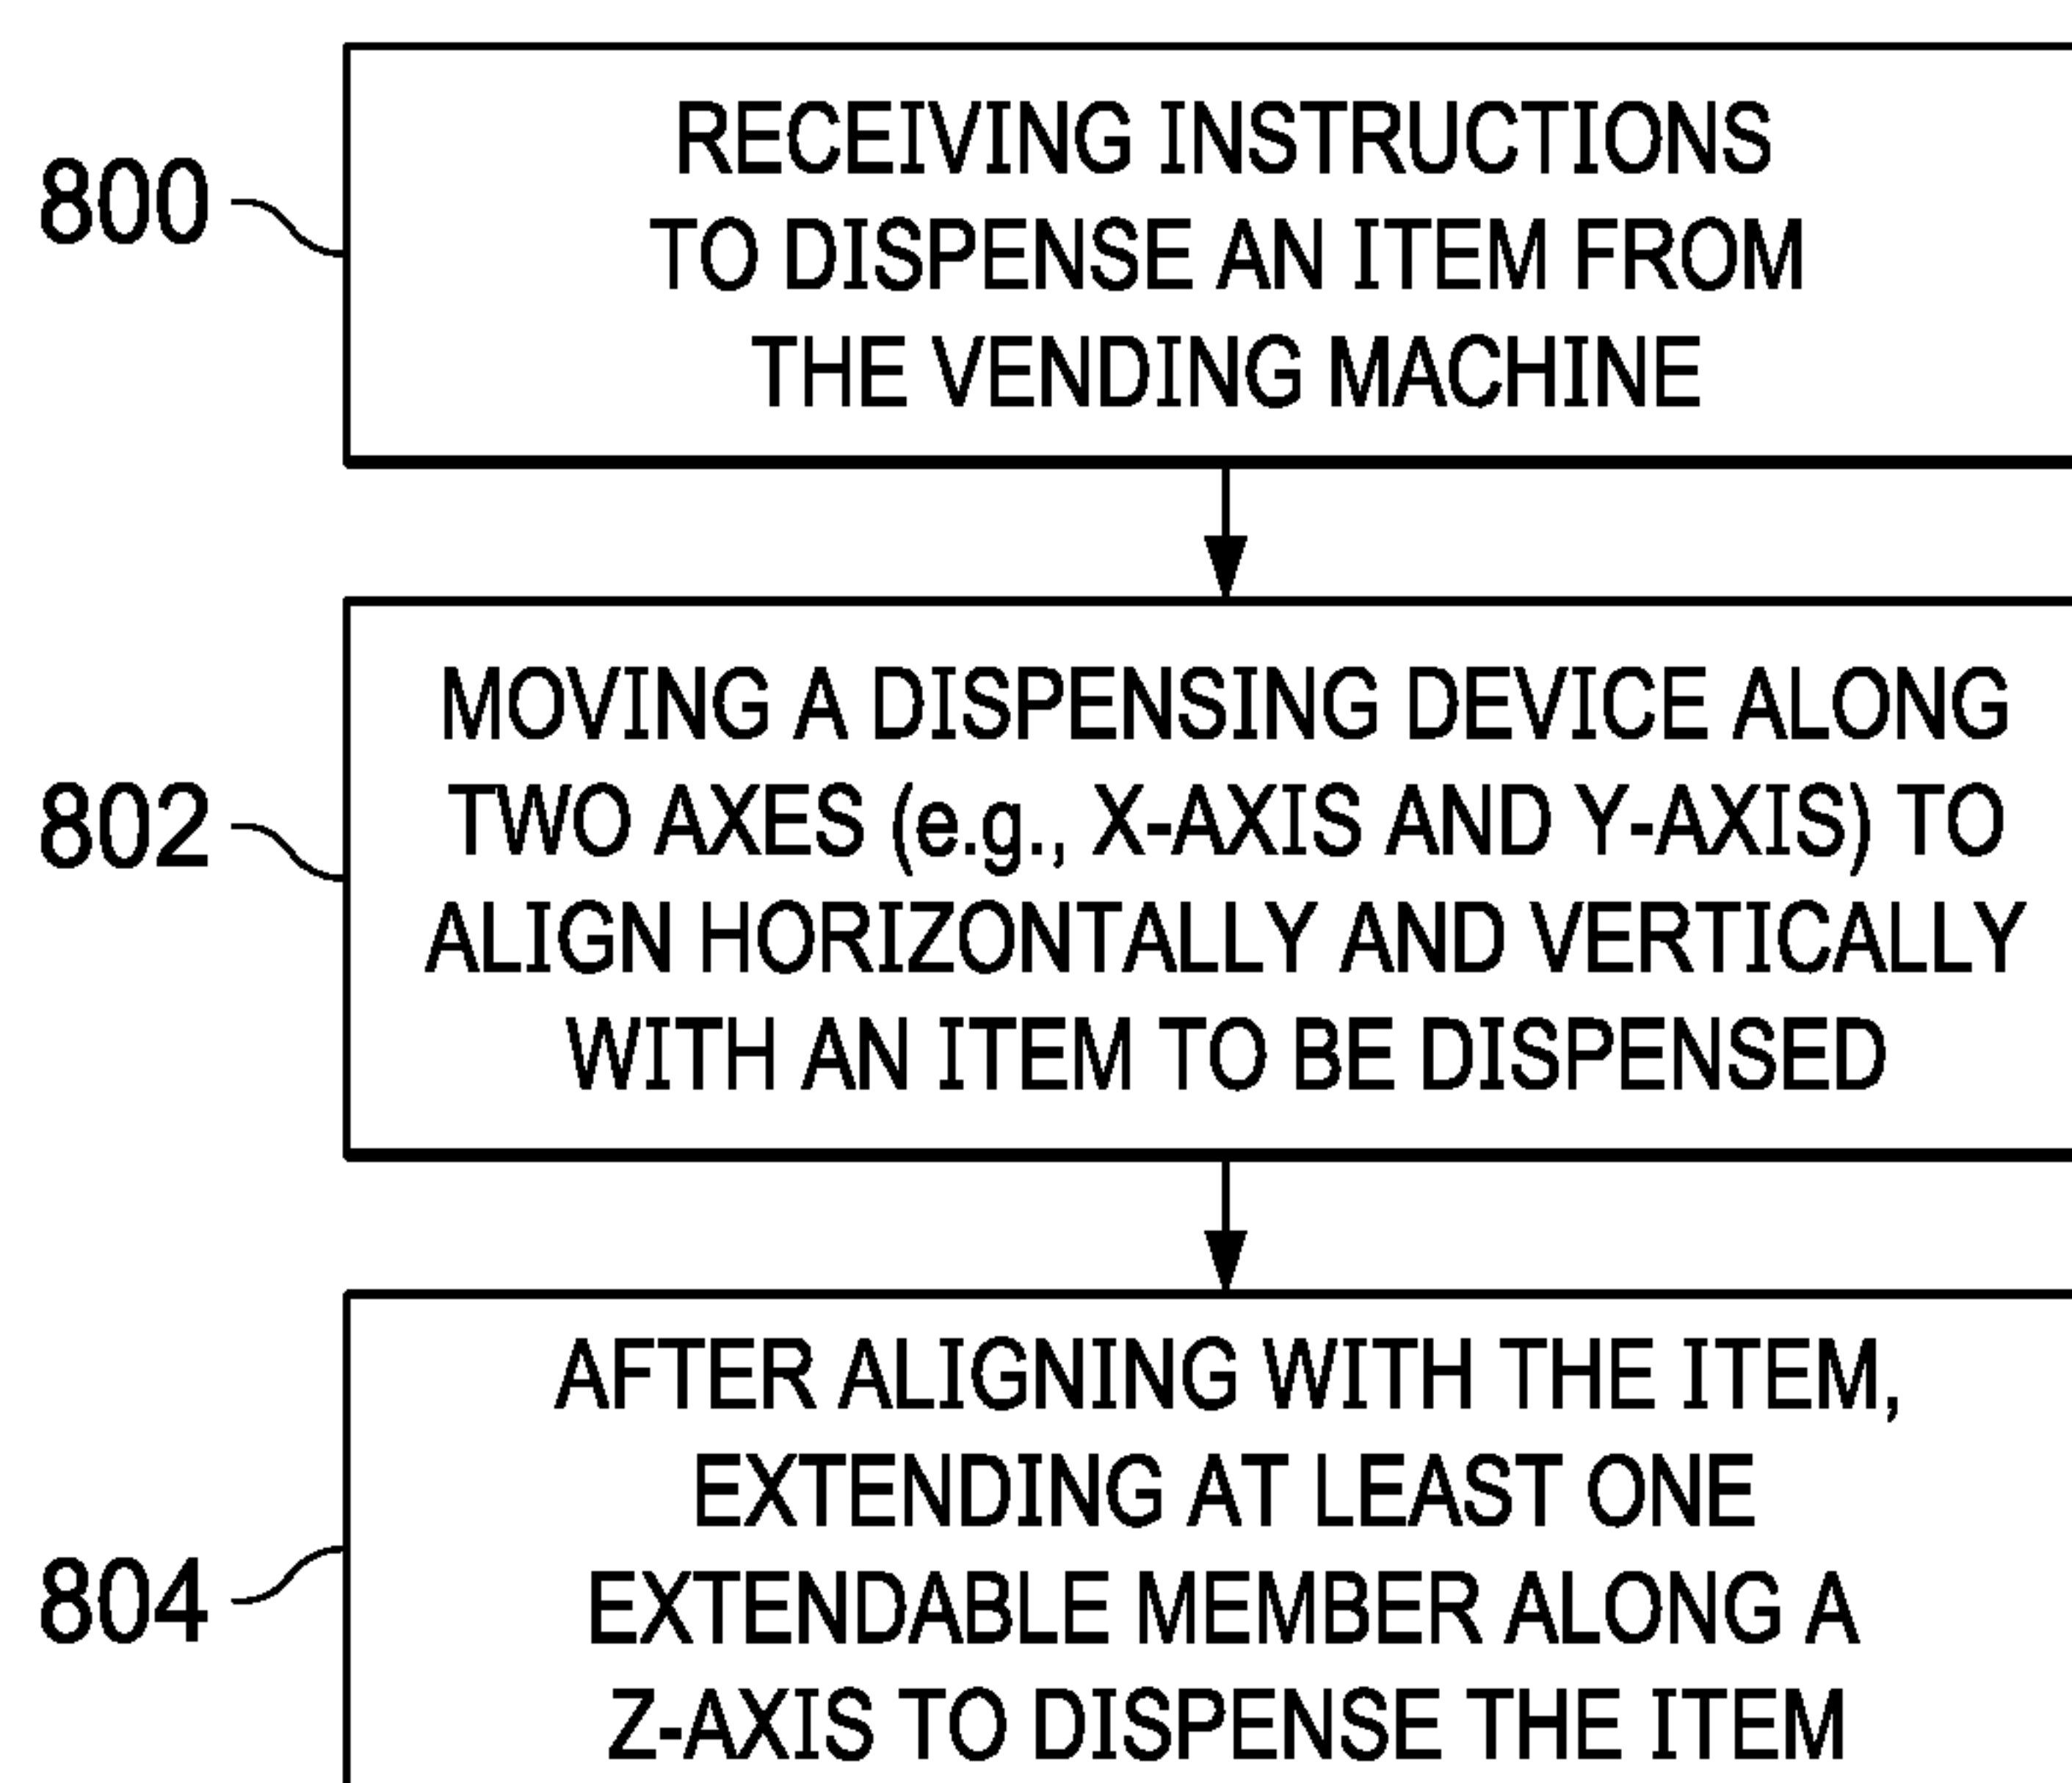 800
RECEIVING INSTRUCTIONS
TO DISPENSE AN ITEM FROM
THE VENDING MACHINE
802
MOVING A DISPENSING DEVICE ALONG
TWO AXES (e.g., X-AXIS AND Y-AXIS) TO
ALIGN HORIZONTALLY AND VERTICALLY
WITH AN ITEM TO BE DISPENSED
804
AFTER ALIGNING WITH THE ITEM,
EXTENDING AT LEAST ONE
EXTENDABLE MEMBER ALONG A
Z-AXIS TO DISPENSE THE ITEM